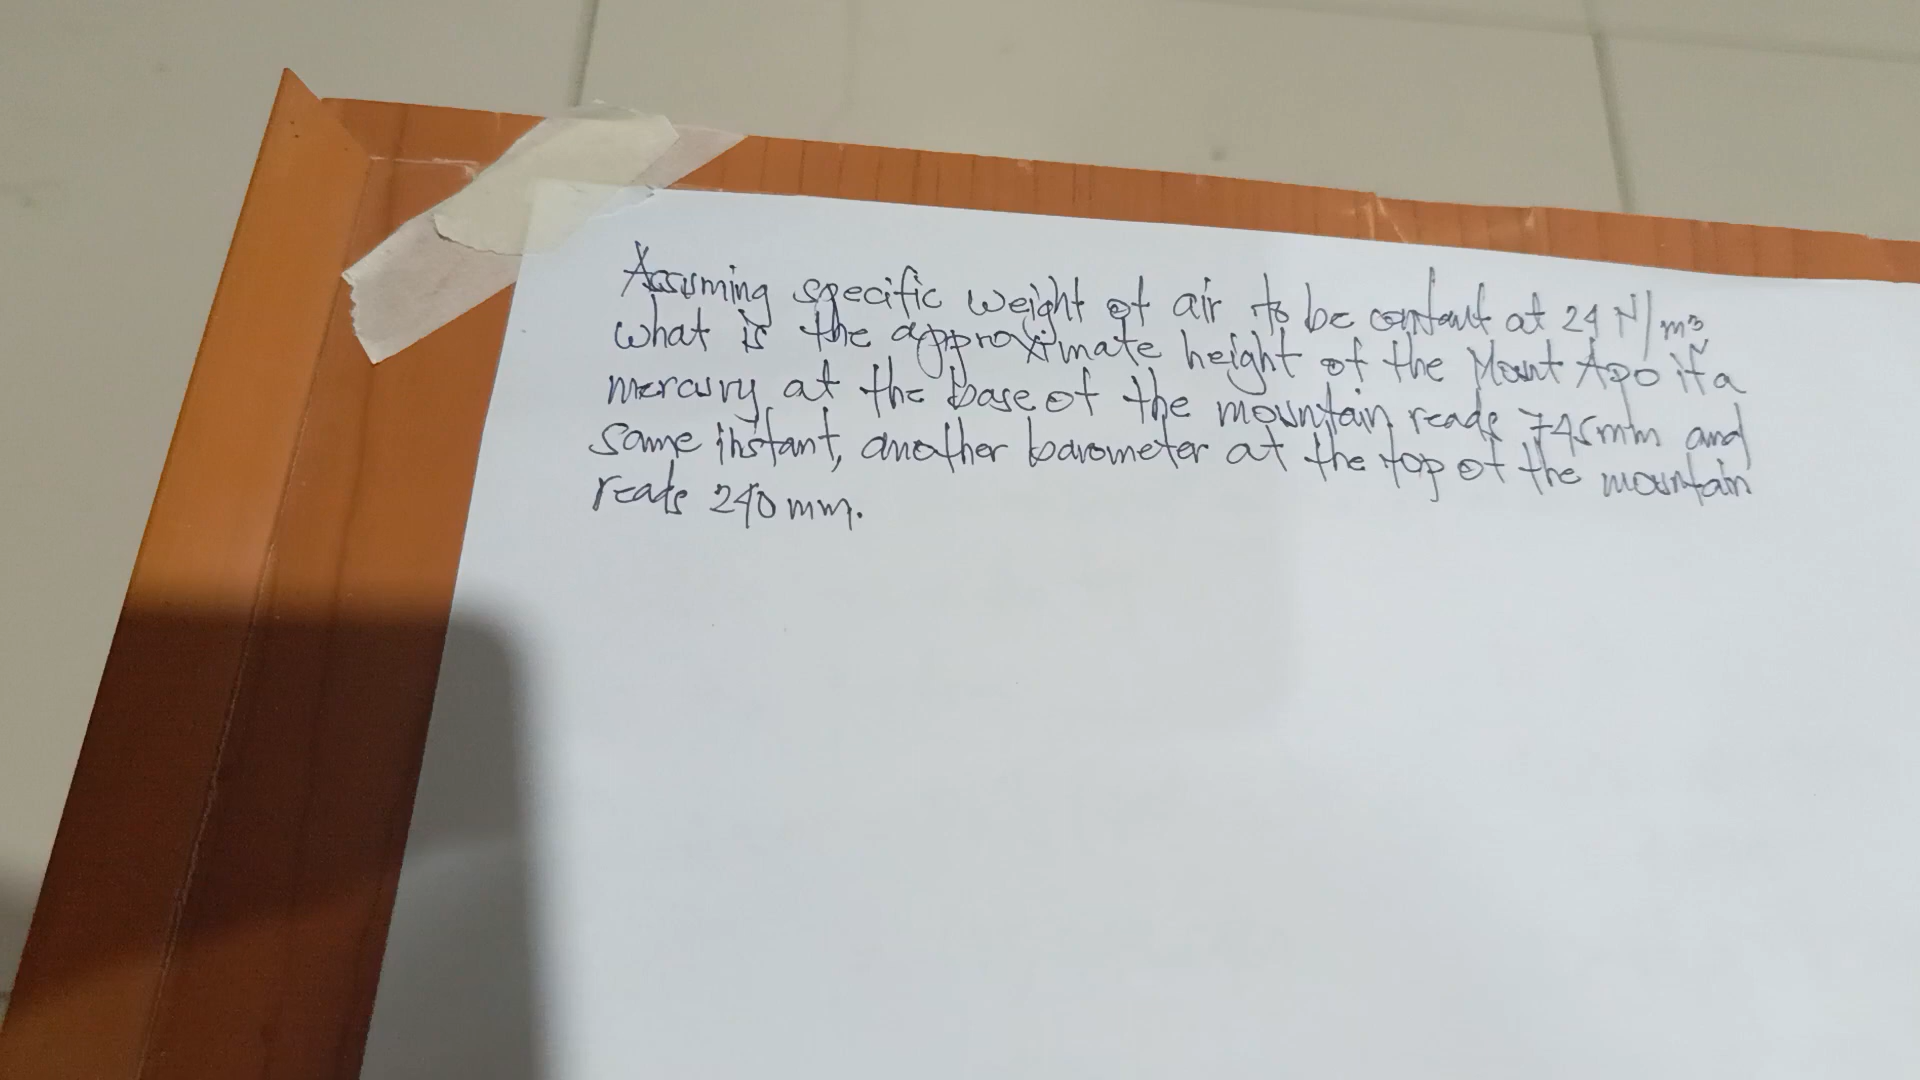 Assuming specific weight of air to be contant at 24 N/m³
what is the approximate height of the Mount Apo if a
mercury at the base of the mountain reads 745mm and
same instant, another barometer at the top of the mountain
reads 240 mm.